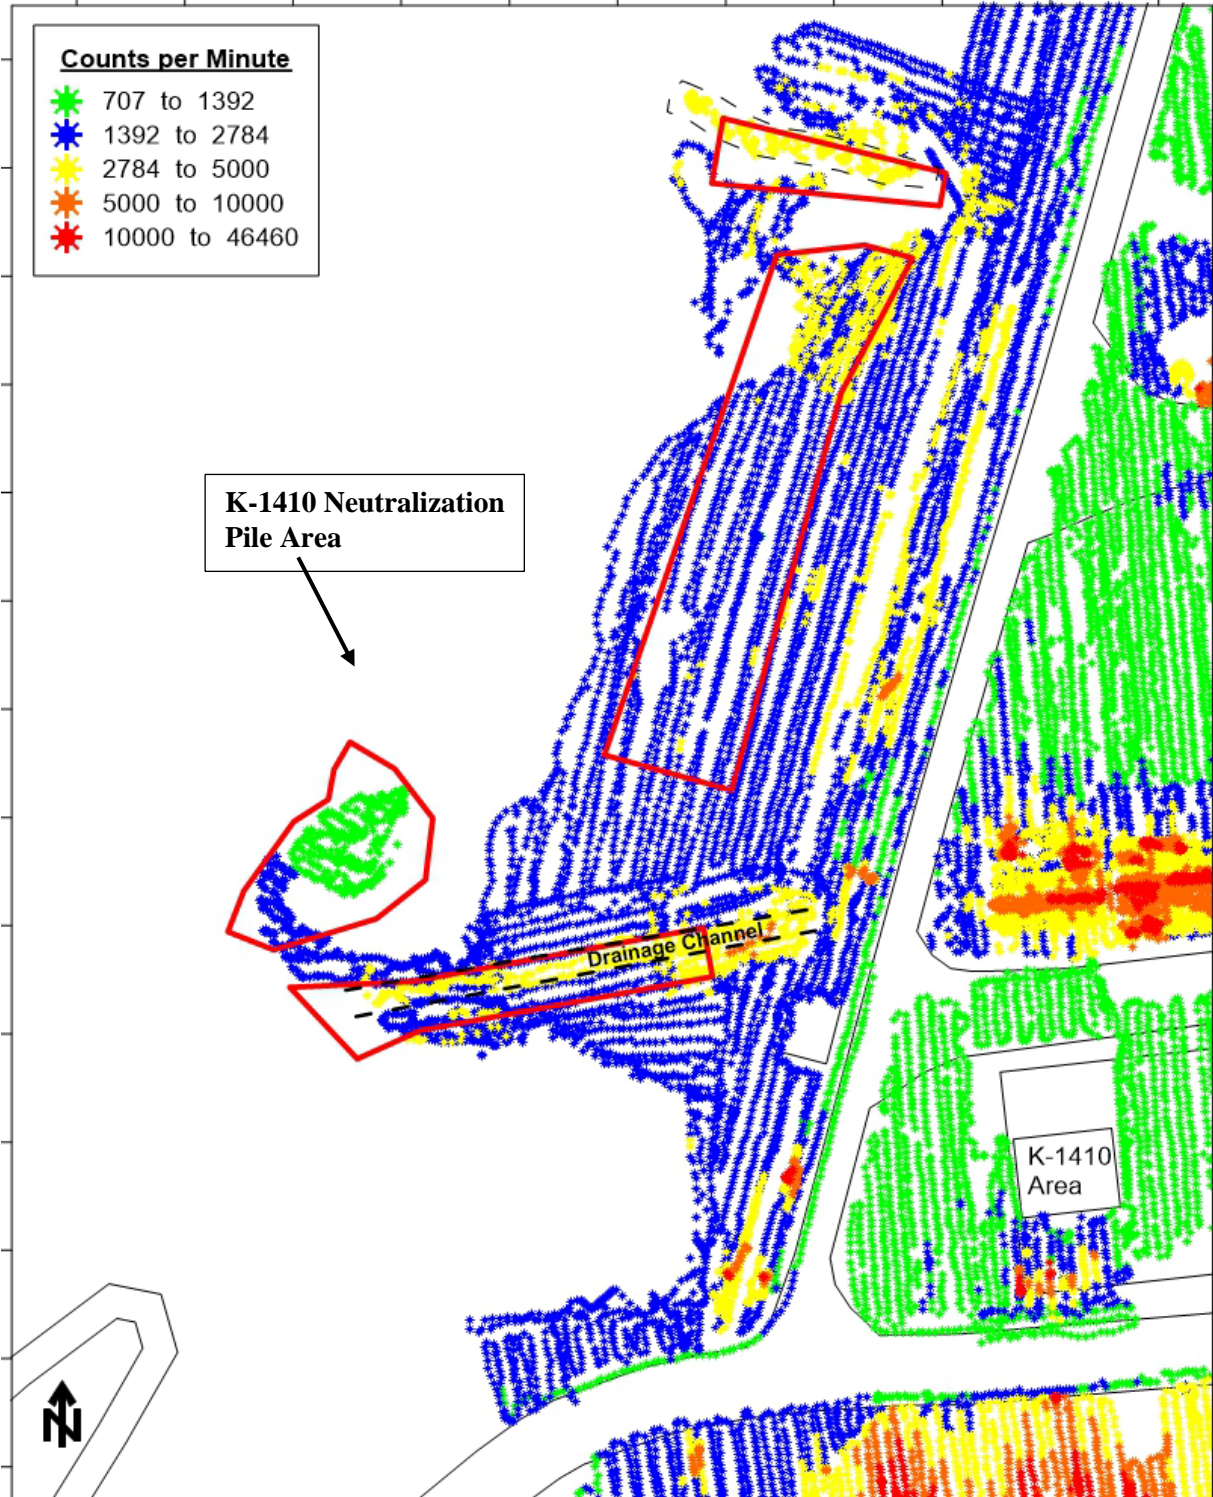 Counts per Minute
707 to 1392
1392 to 2784
2784 to 5000
5000 to 10000
10000 to 46460
K-1410 Neutralization
Pile Area
Drainage Channel
K-1410
Area
N